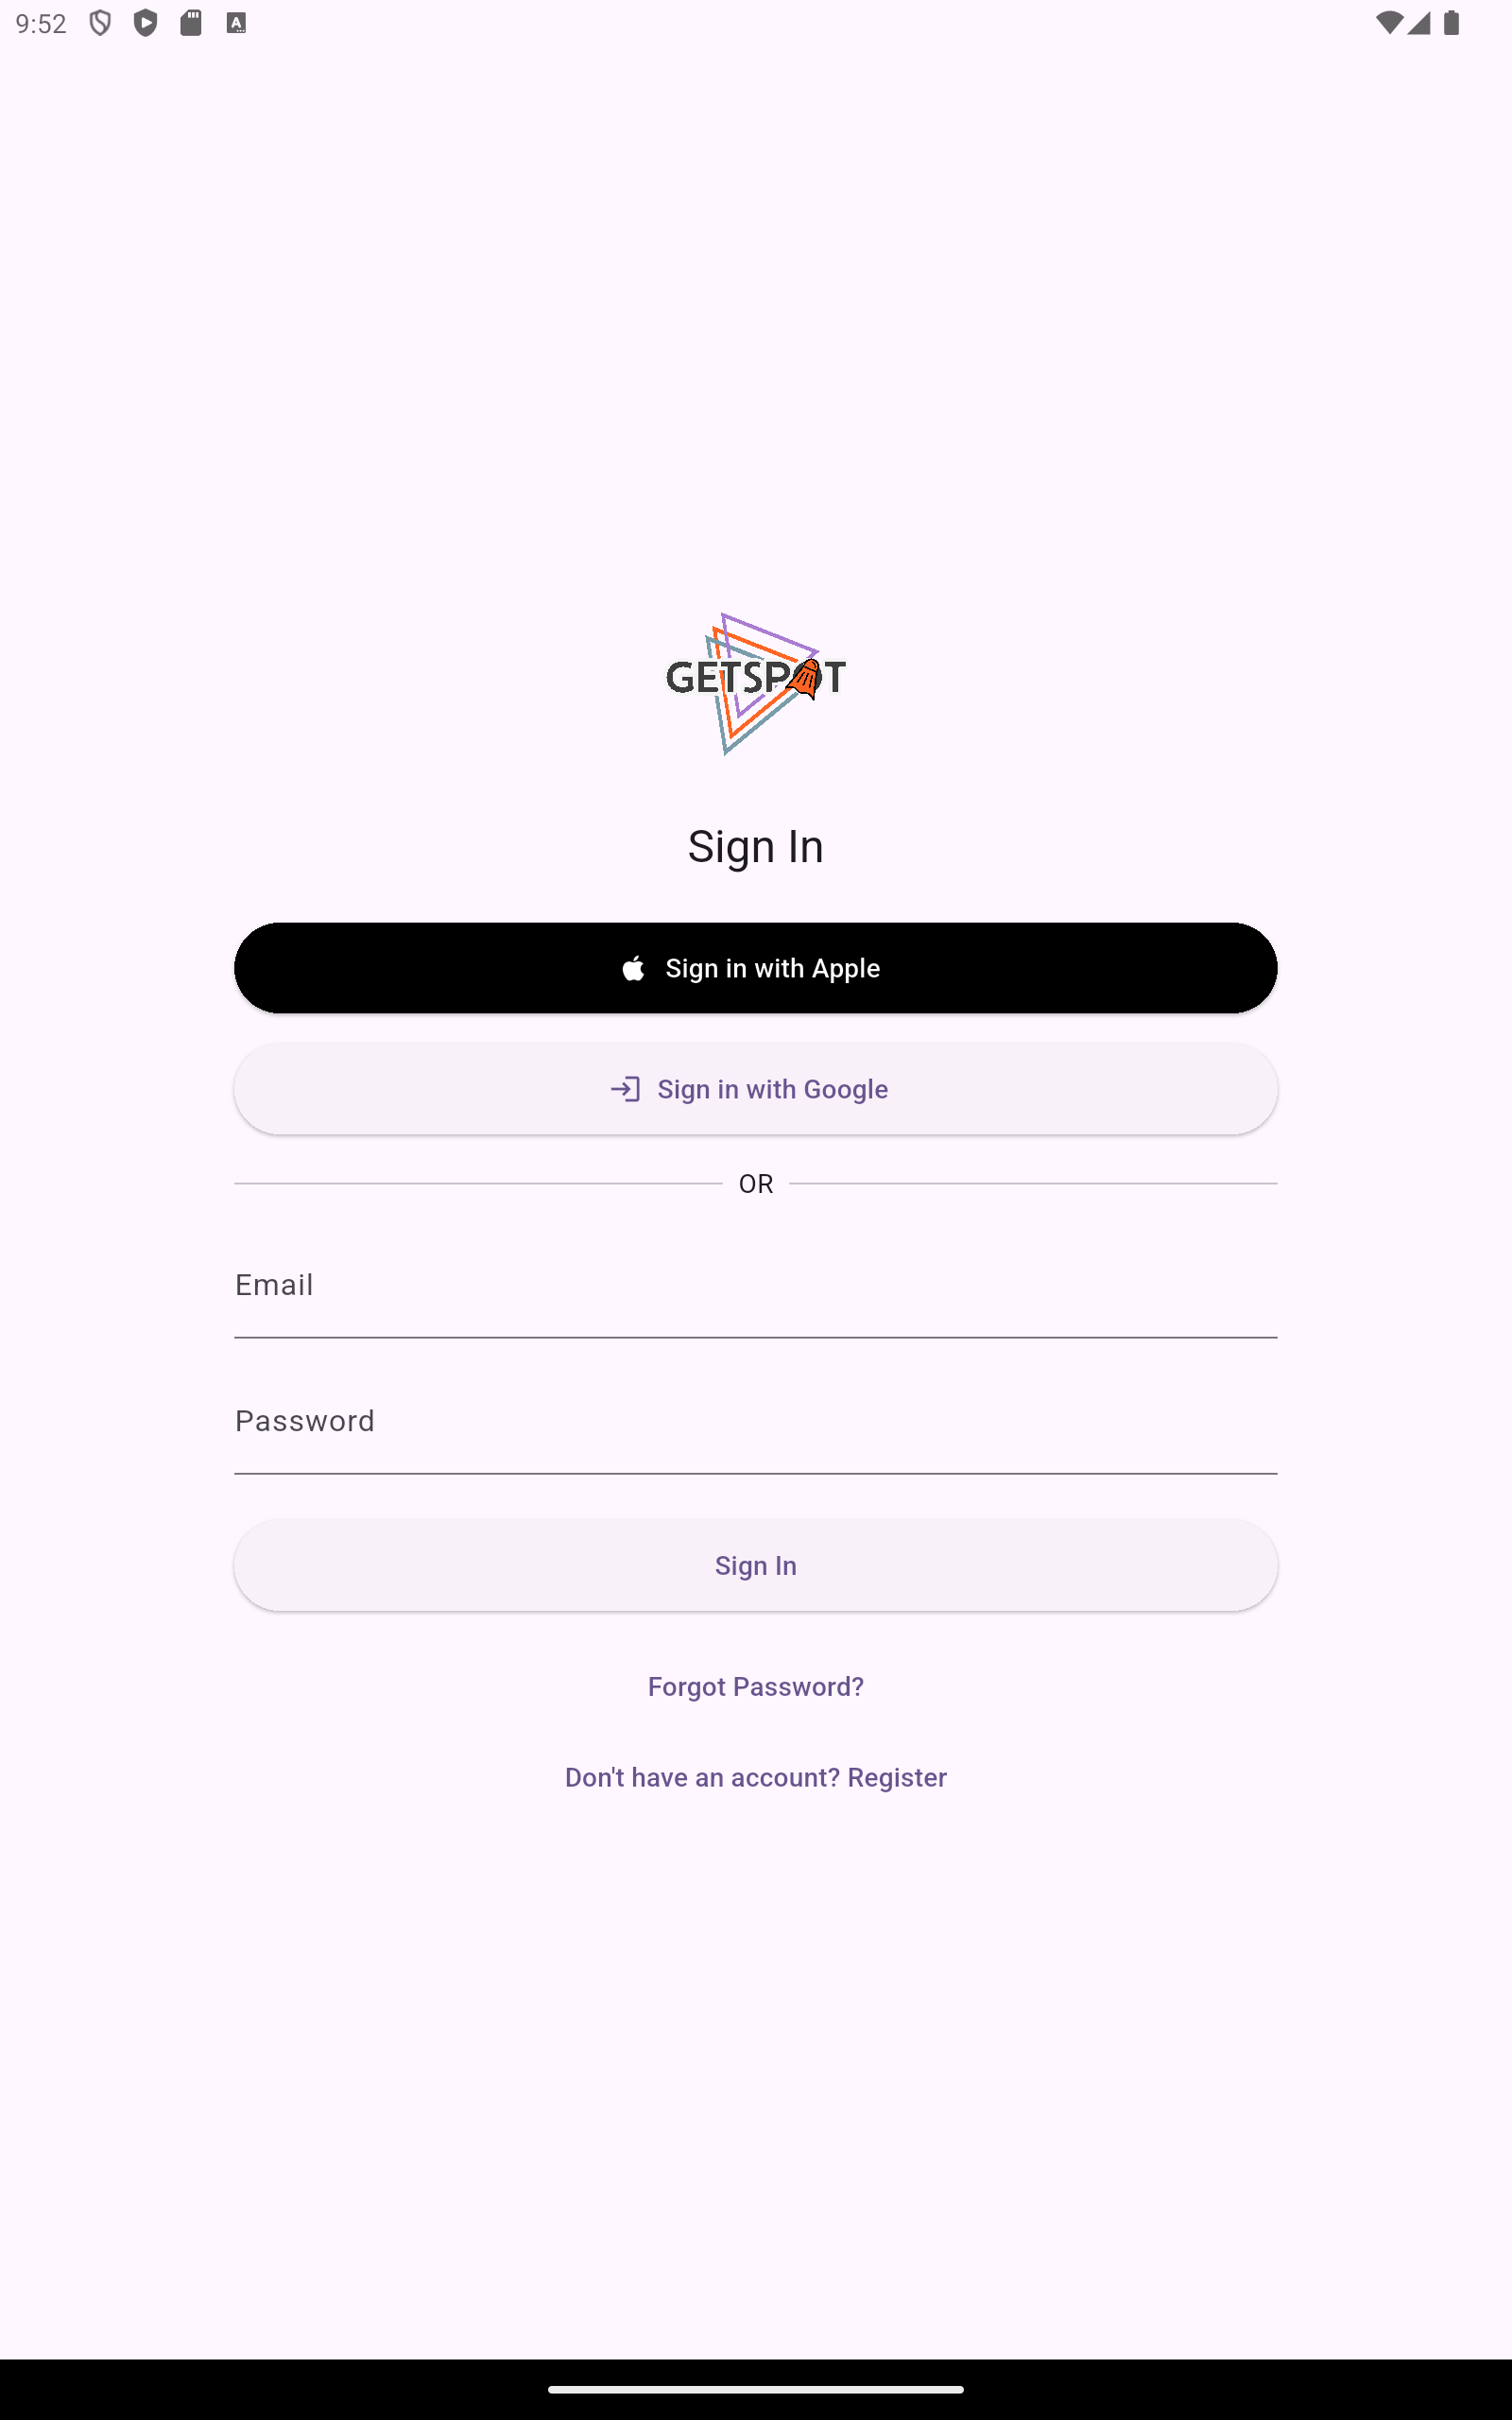 9:52
GETSPOT
Sign In
Sign in with Apple
Sign in with Google
OR
Email
Password
Sign In
Forgot Password?
Don't have an account? Register